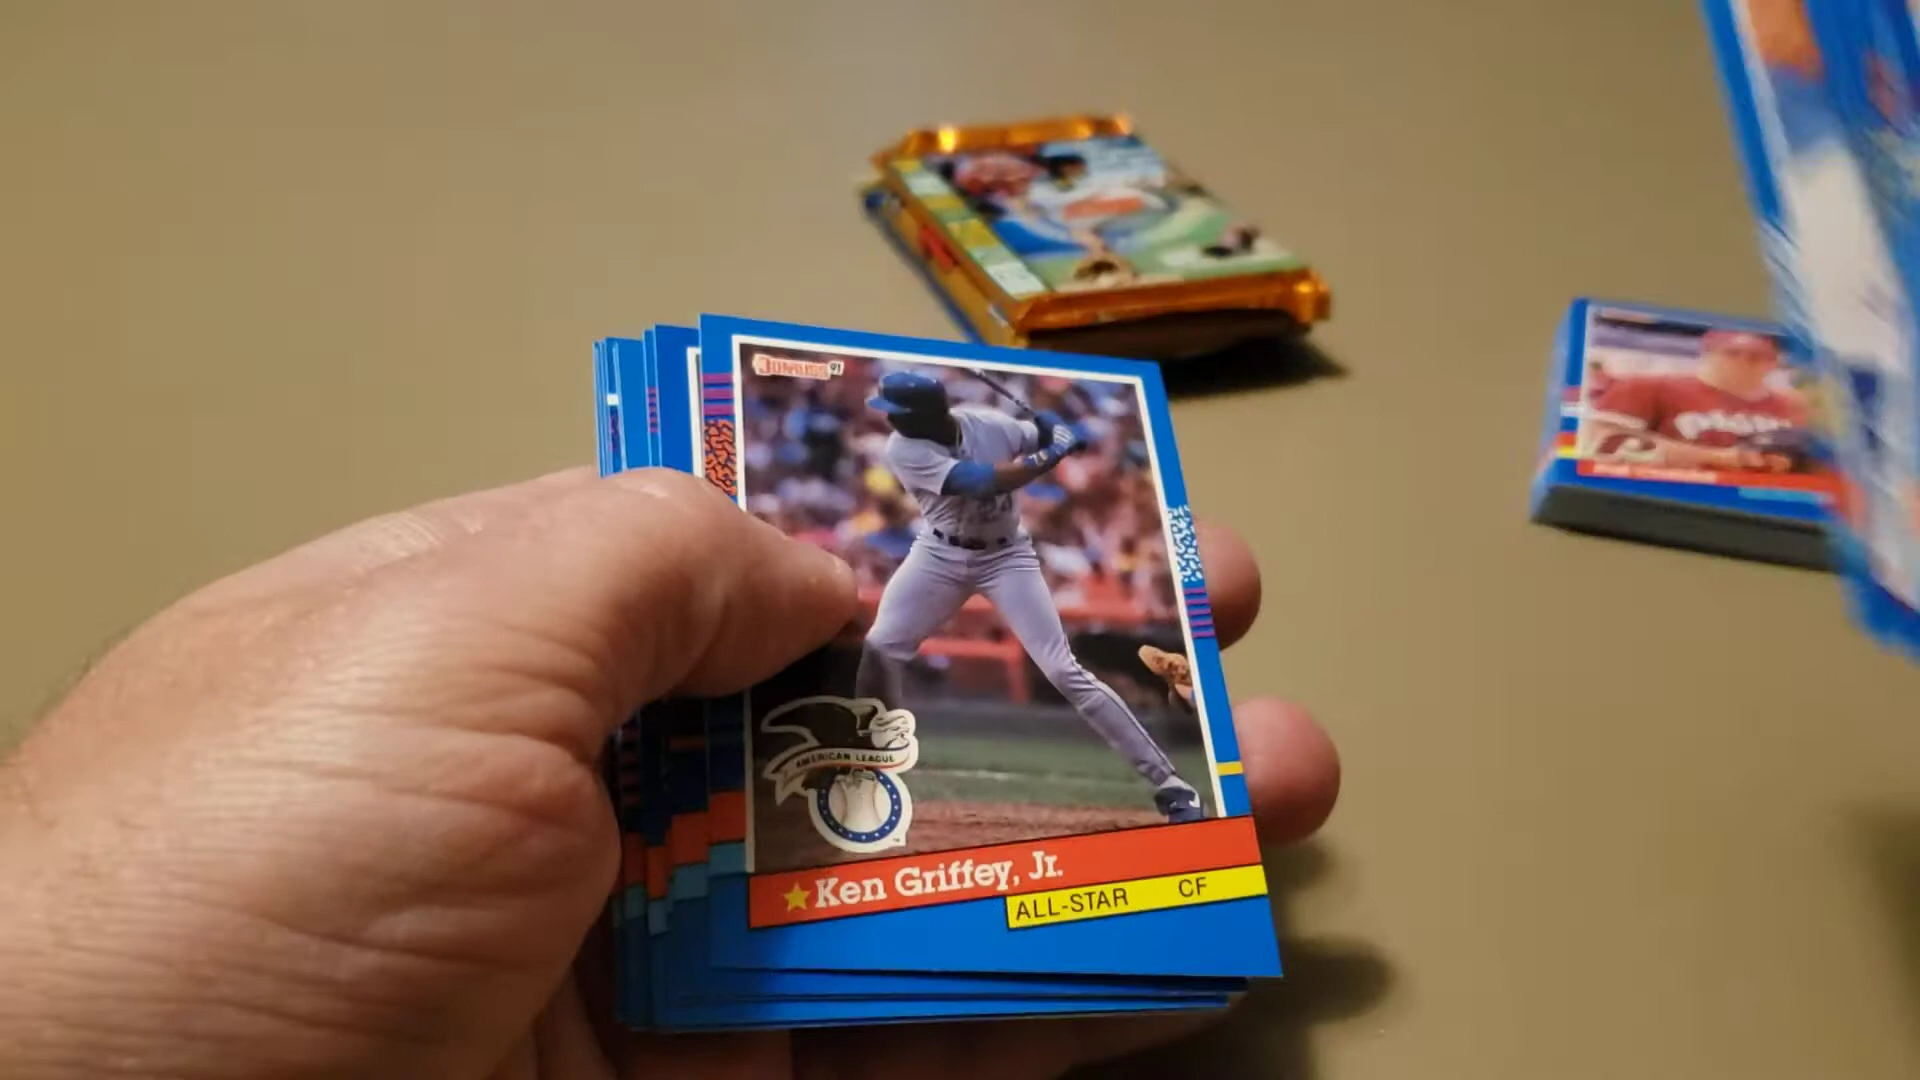 Donruss 91
AMERICAN LEAGUE
Ken Griffey, Jr.
ALL-STAR CF